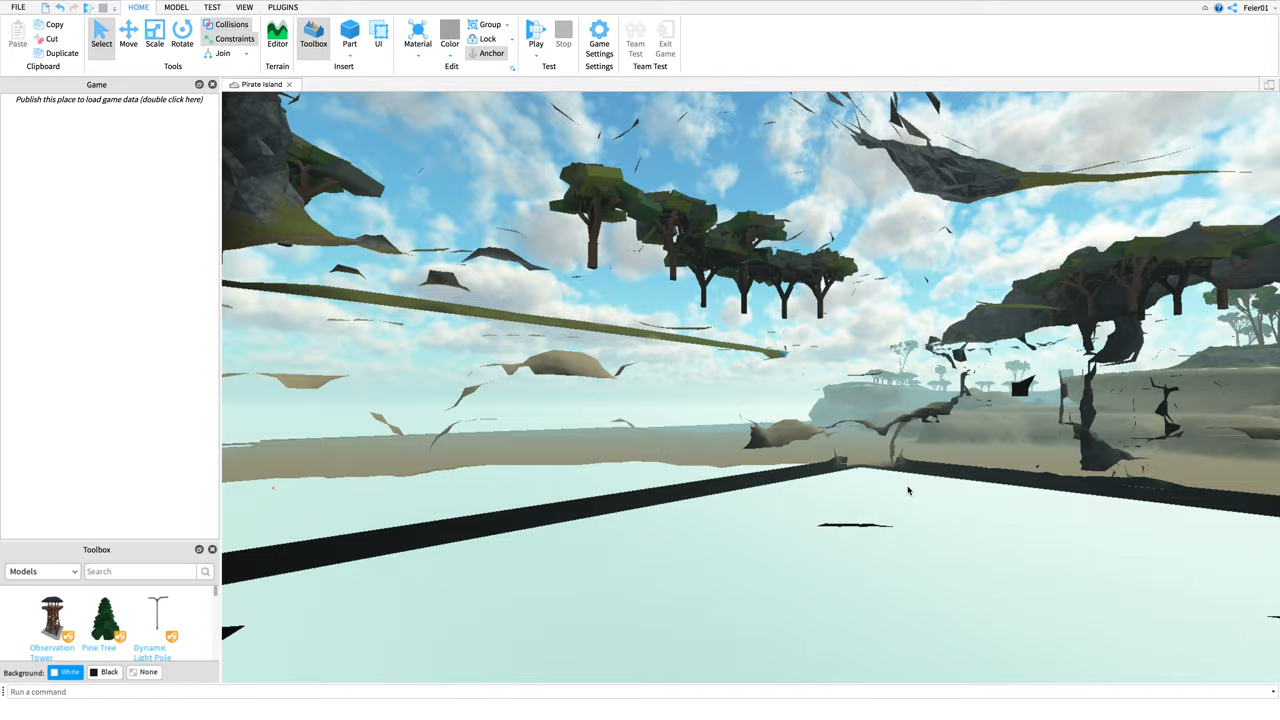 FILE HOME MODEL TEST VIEW PLUGINS Feier01
Paste Copy Cut Duplicate Clipboard
Select Move Scale Rotate Collisions Constraints Join Tools
Editor Terrain
Toolbox Part UI Insert
Material Color Group Lock Anchor Edit
Play Stop Test
Game Settings Settings
Team Test Exit Game Team Test
Game
Pirate Island
Publish this place to load game data (double click here)
Toolbox
Models Search
Observation Tower
Pine Tree
Dynamic Light Pole
Background: White Black None
Run a command